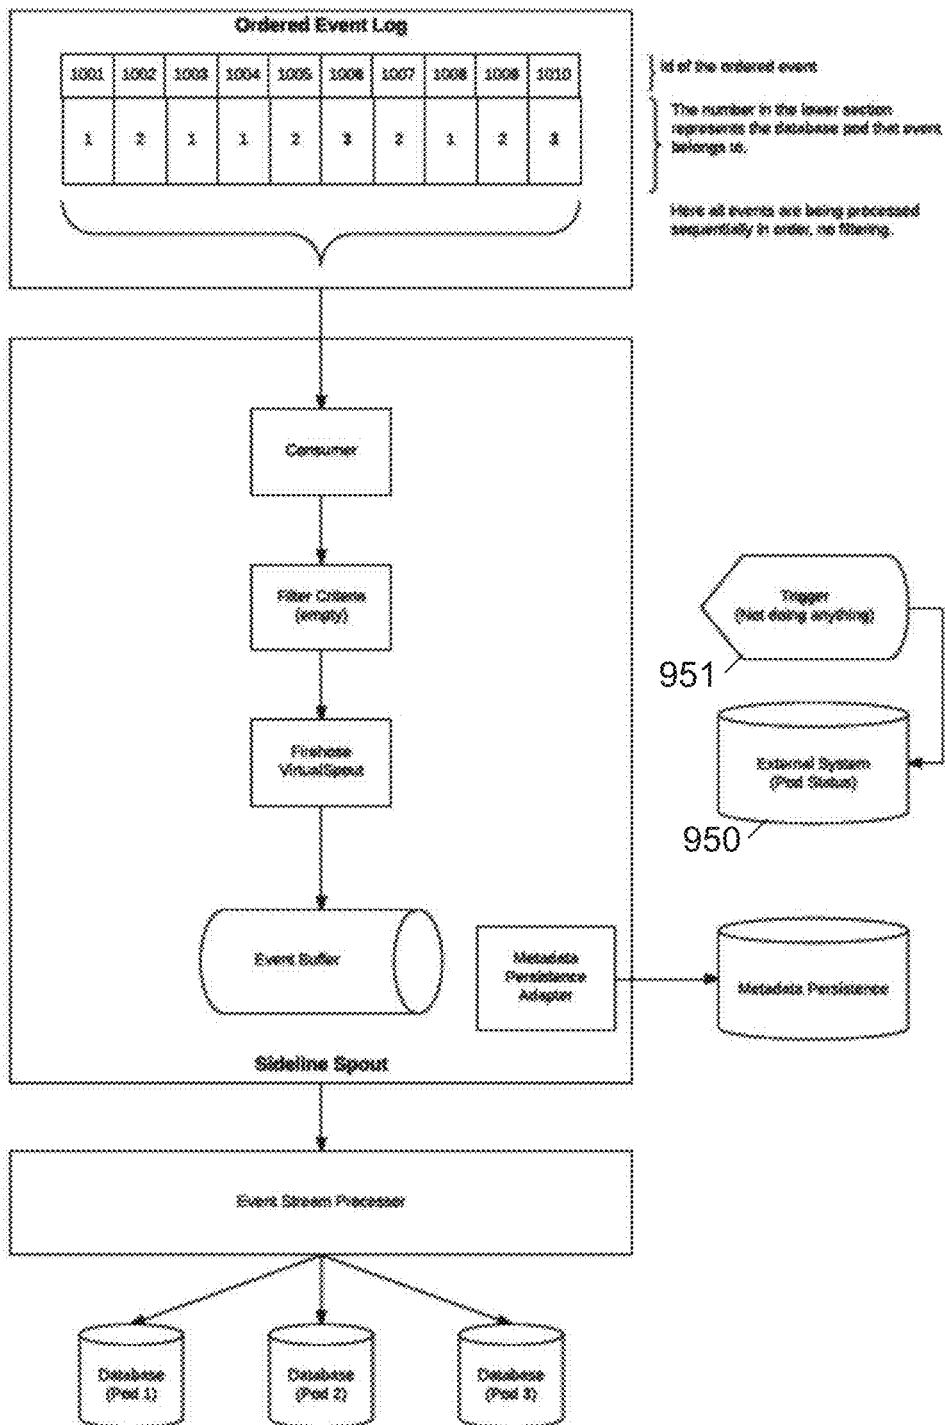 Ordered Event Log
1001 1002 1003 1004 1005 1006 1007 1008 1009 1010
1 2 1 1 2 3 2 1 2 3
Id of the ordered event
The number in the lower section
represents the database pod that event
belongs to.
Here all events are being processed
sequentially in order, no filtering.
Consumer
Filter Criteria
(empty)
Firehose
VirtualSpout
Trigger
(Not doing anything)
951
External System
(Pod Status)
950
Event Buffer
Metadata
Persistence
Adapter
Metadata Persistence
Sideline Spout
Event Stream Processer
Database
(Pod 1)
Database
(Pod 2)
Database
(Pod 3)